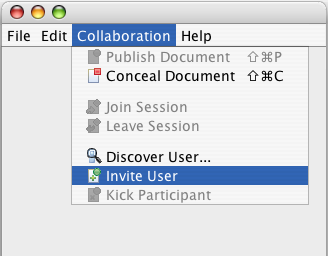 File Edit Collaboration Help
Publish Document ⇧⌘P
Conceal Document ⇧⌘C
Join Session
Leave Session
Discover User...
Invite User
Kick Participant